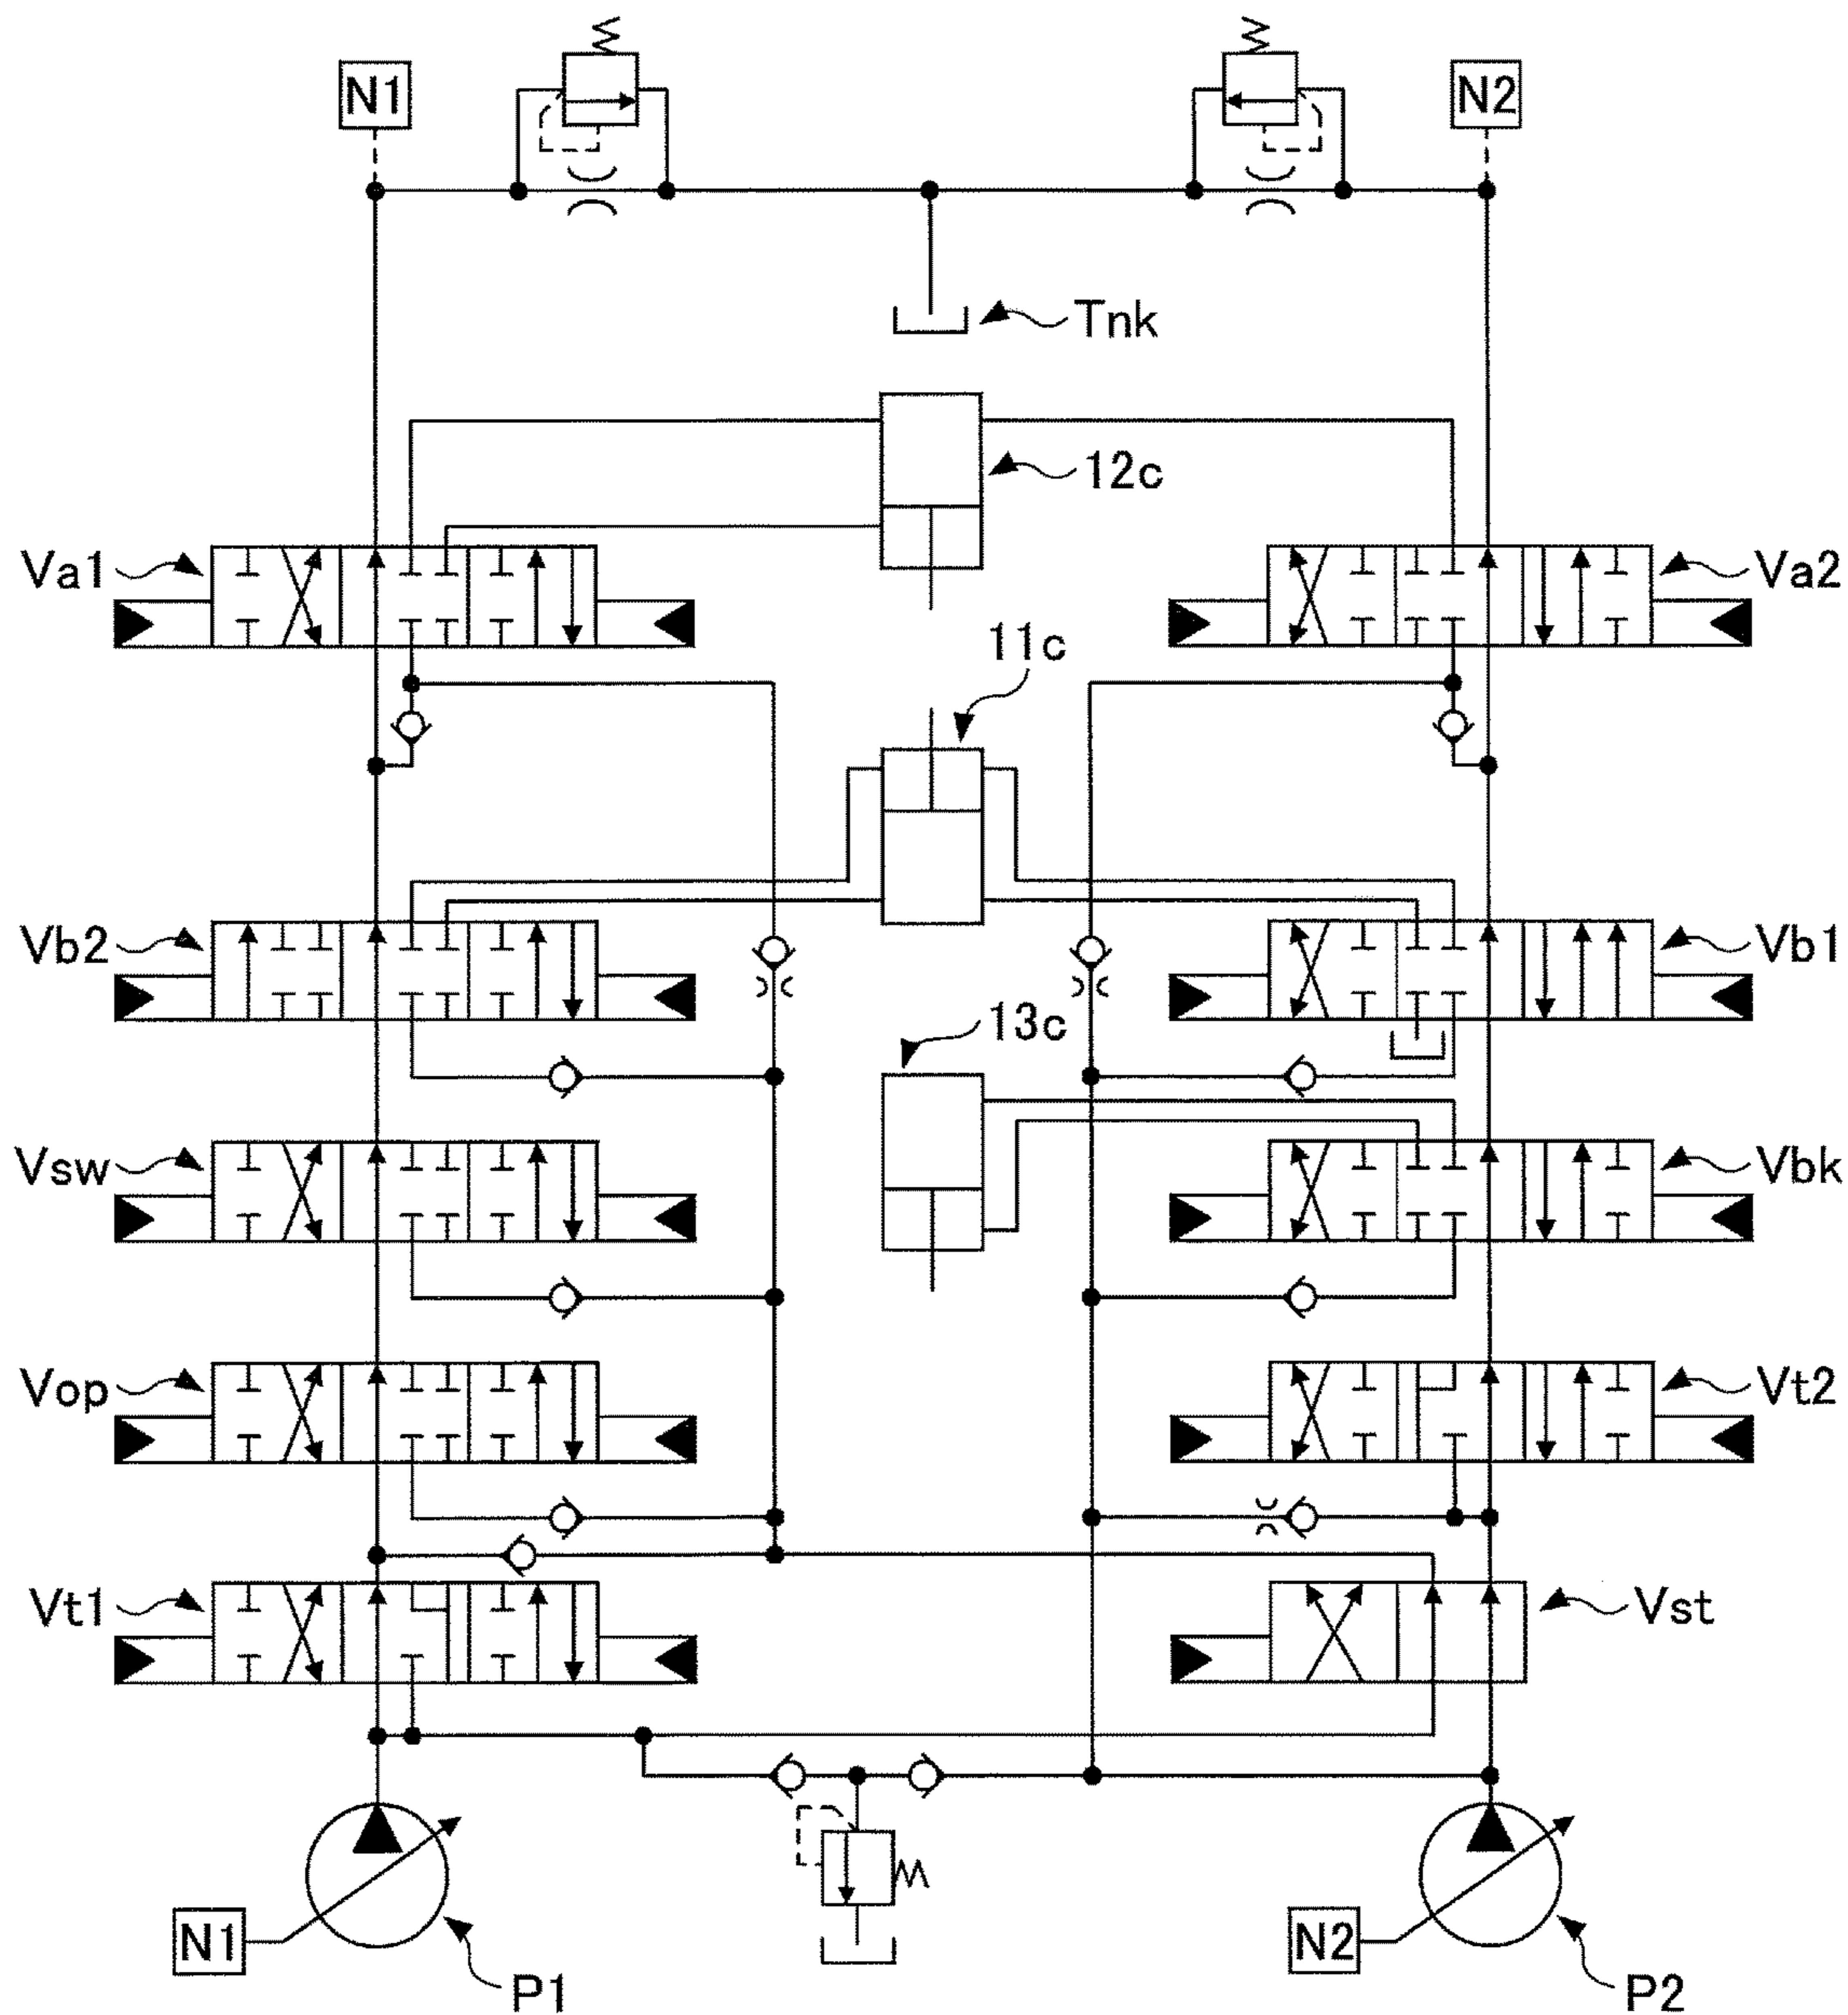 N1
N2
Tnk
12c
Va1
Va2
11c
Vb2
Vb1
13c
Vsw
Vbk
Vop
Vt2
Vt1
Vst
N1
P1
N2
P2